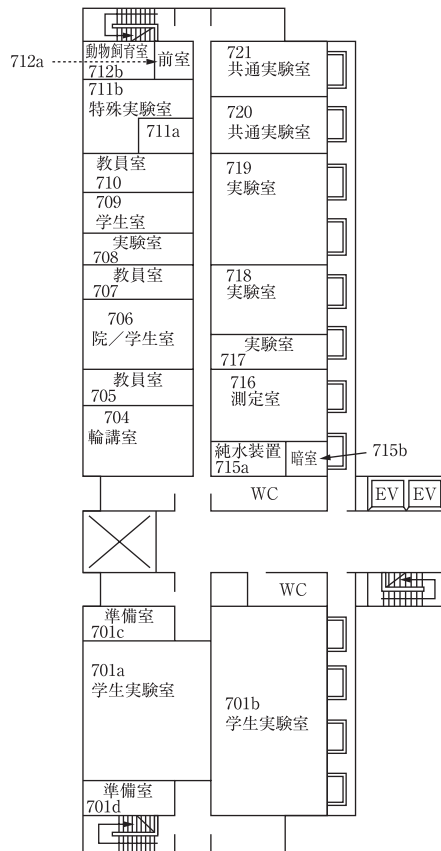 動物飼育室
前室
712a
712b
711b
特殊実験室
711a
教員室
710
709
学生室
実験室
708
教員室
707
706
院／学生室
教員室
705
704
輪講室
721
共通実験室
720
共通実験室
719
実験室
718
実験室
実験室
717
716
測定室
純水装置
715a
暗室
715b
WC
EV
EV
WC
準備室
701c
701a
学生実験室
701b
学生実験室
準備室
701d